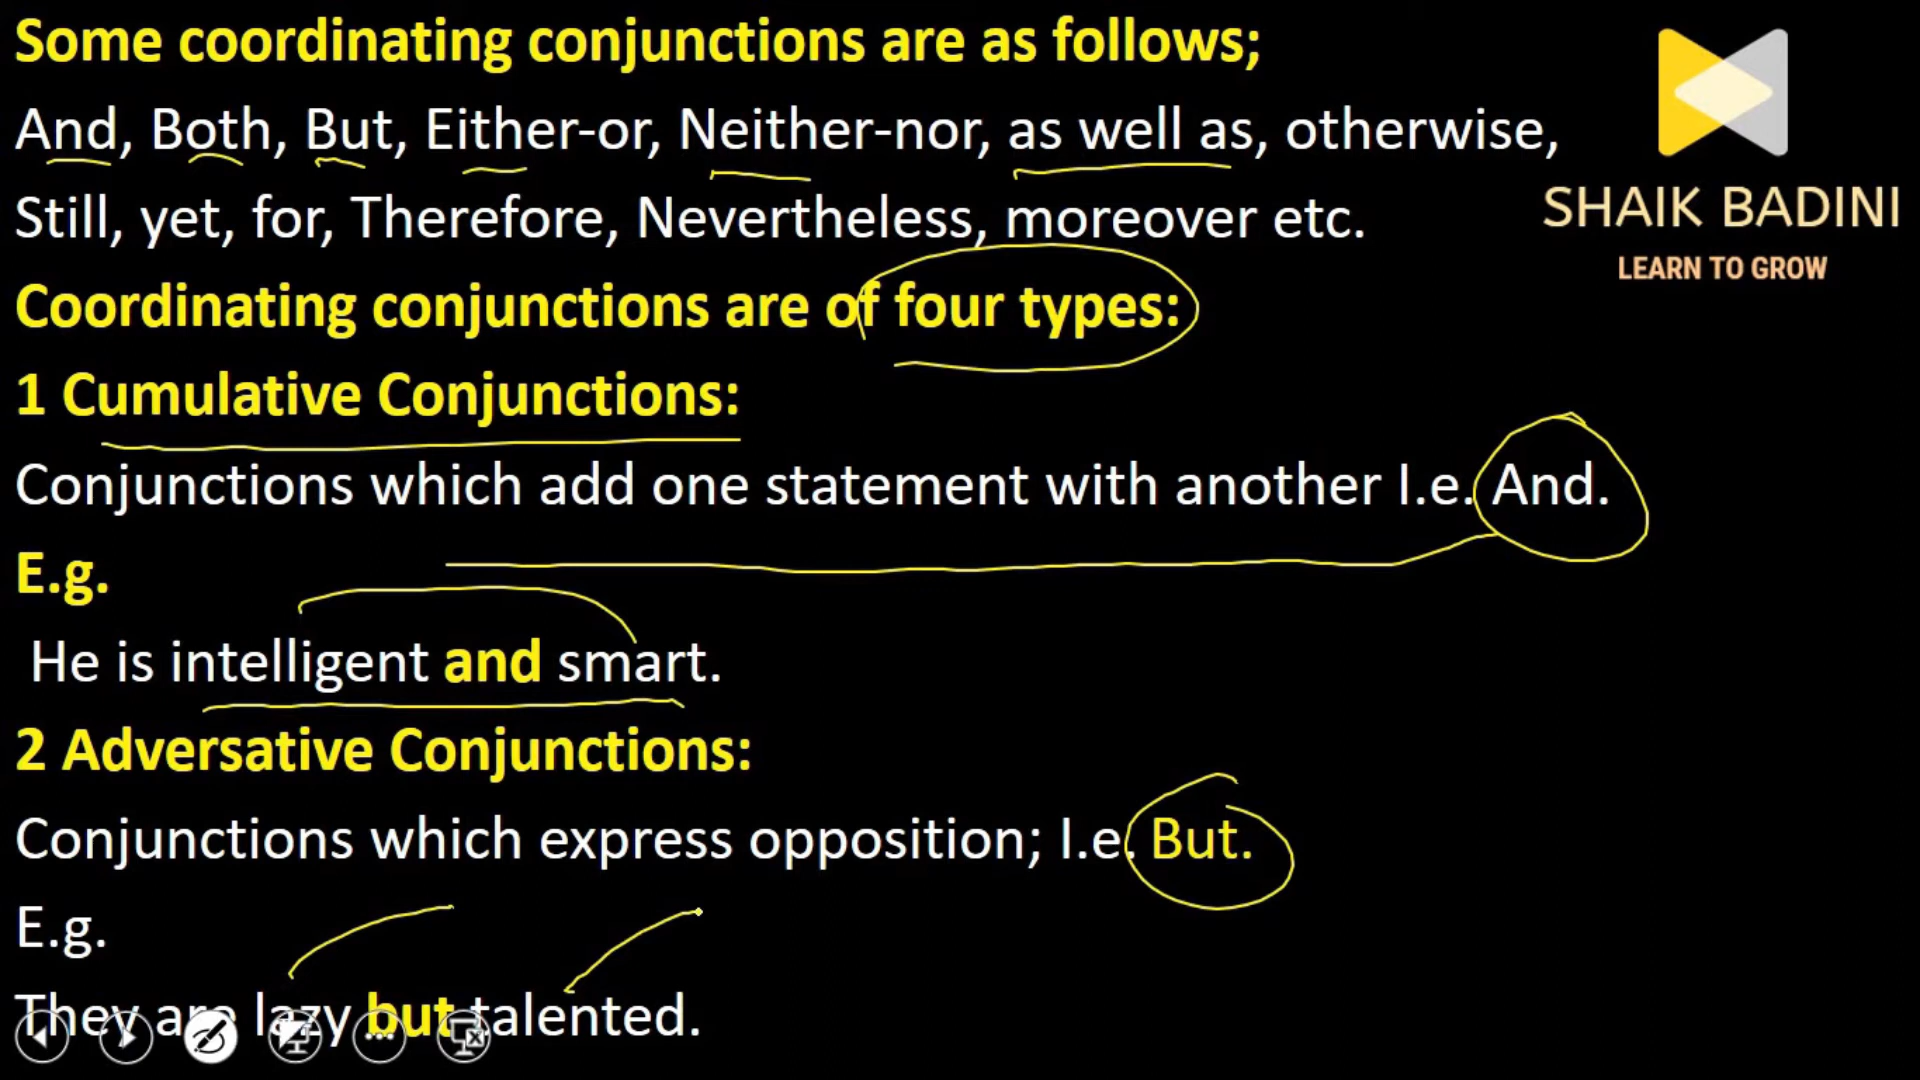 Some coordinating conjunctions are as follows;
And, Both, But, Either-or, Neither-nor, as well as, otherwise,
Still, yet, for, Therefore, Nevertheless, moreover etc.
SHAIK BADINI
LEARN TO GROW
Coordinating conjunctions are of four types:
1 Cumulative Conjunctions:
Conjunctions which add one statement with another I.e. And.
E.g.
He is intelligent and smart.
2 Adversative Conjunctions:
Conjunctions which express opposition; I.e. But.
E.g.
They are lazy but talented.